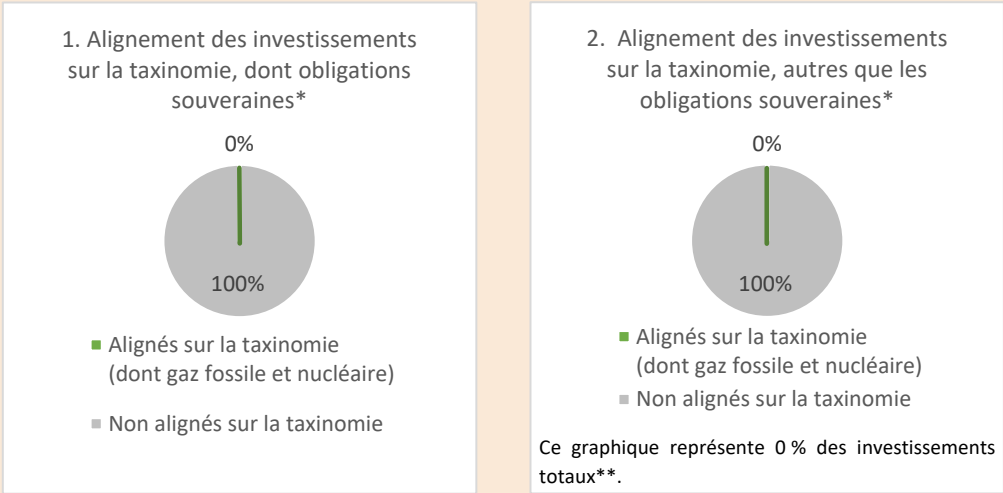 1. Alignement des investissements
sur la taxinomie, dont obligations
souveraines*
0%
100%
Alignés sur la taxinomie
(dont gaz fossile et nucléaire)
Non alignés sur la taxinomie
2. Alignement des investissements
sur la taxinomie, autres que les
obligations souveraines*
0%
100%
Alignés sur la taxinomie
(dont gaz fossile et nucléaire)
Non alignés sur la taxinomie
Ce graphique représente 0 % des investissements
totaux**.